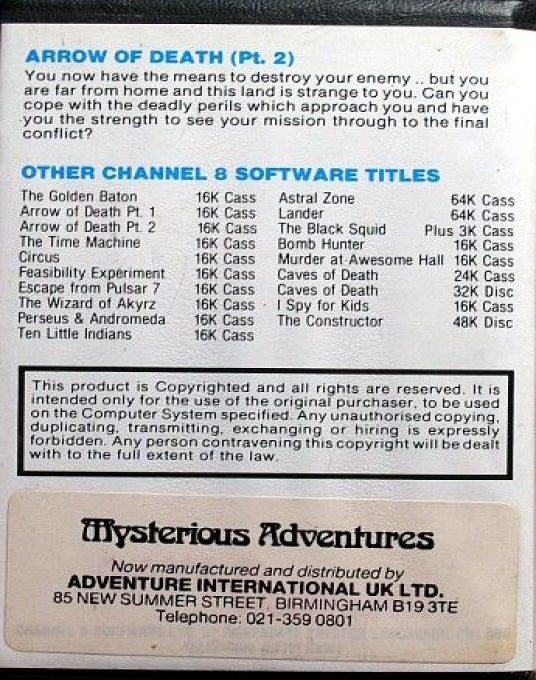 ARROW OF DEATH (Pt. 2)
You now have the means to destroy your enemy .. but you
are far from home and this land is strange to you. Can you
cope with the deadly perils which approach you and have
you the strength to see your mission through to the final
conflict?
OTHER CHANNEL 8 SOFTWARE TITLES
The Golden Baton 16K Cass
Arrow of Death Pt. 1 16K Cass
Arrow of Death Pt. 2 16K Cass
The Time Machine 16K Cass
Circus 16K Cass
Feasibility Experiment 16K Cass
Escape from Pulsar 7 16K Cass
The Wizard of Akyrz 16K Cass
Perseus & Andromeda 16K Cass
Ten Little Indians 16K Cass
Astral Zone 64K Cass
Lander 64K Cass
The Black Squid Plus 3K Cass
Bomb Hunter 16K Cass
Murder at Awesome Hall 16K Cass
Caves of Death 24K Cass
Caves of Death 32K Disc
I Spy for Kids 16K Cass
The Constructor 48K Disc
This product is Copyrighted and all rights are reserved. It is
intended only for the use of the original purchaser, to be used
on the Computer System specified. Any unauthorised copying,
duplicating, transmitting, exchanging or hiring is expressly
forbidden. Any person contravening this copyright will be dealt
with to the full extent of the law.
Mysterious Adventures
Now manufactured and distributed by
ADVENTURE INTERNATIONAL UK LTD.
85 NEW SUMMER STREET, BIRMINGHAM B19 3TE
Telephone: 021-359 0801
CHANNEL 8 SOFTWARE